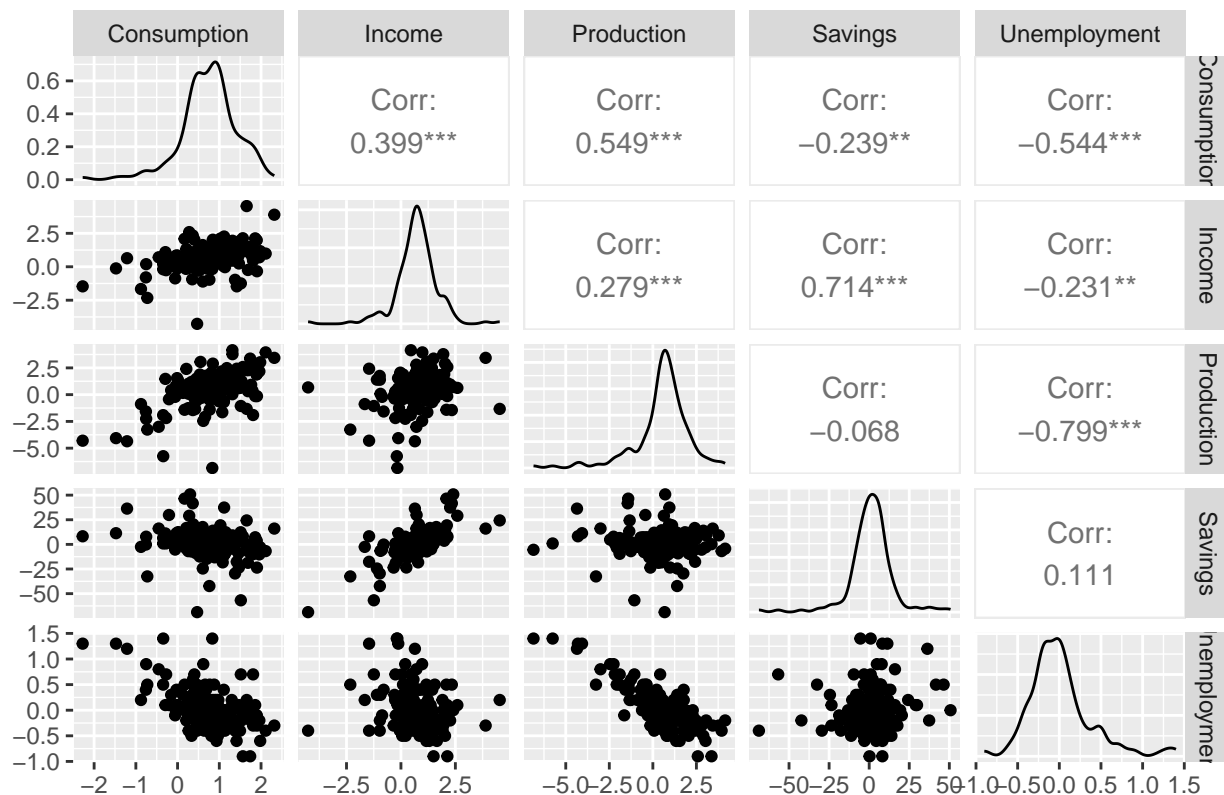 Consumption Income Production Savings Unemployment
Consumption
0.6
0.4
0.2
0.0
Corr:
0.399***
Corr:
0.549***
Corr:
−0.239**
Corr:
−0.544***
Income
2.5
0.0
−2.5
Corr:
0.279***
Corr:
0.714***
Corr:
−0.231**
Production
2.5
0.0
−2.5
−5.0
Corr:
−0.068
Corr:
−0.799***
Savings
50
25
0
−25
−50
Corr:
0.111
nemploymen
1.5
1.0
0.5
0.0
−0.5
−1.0
−2 −1 0 1 2
−2.5 0.0 2.5
−5.0 −2.5 0.0 2.5
−50 −25 0 25 50
−1.0 −0.5 0.0 0.5 1.0 1.5